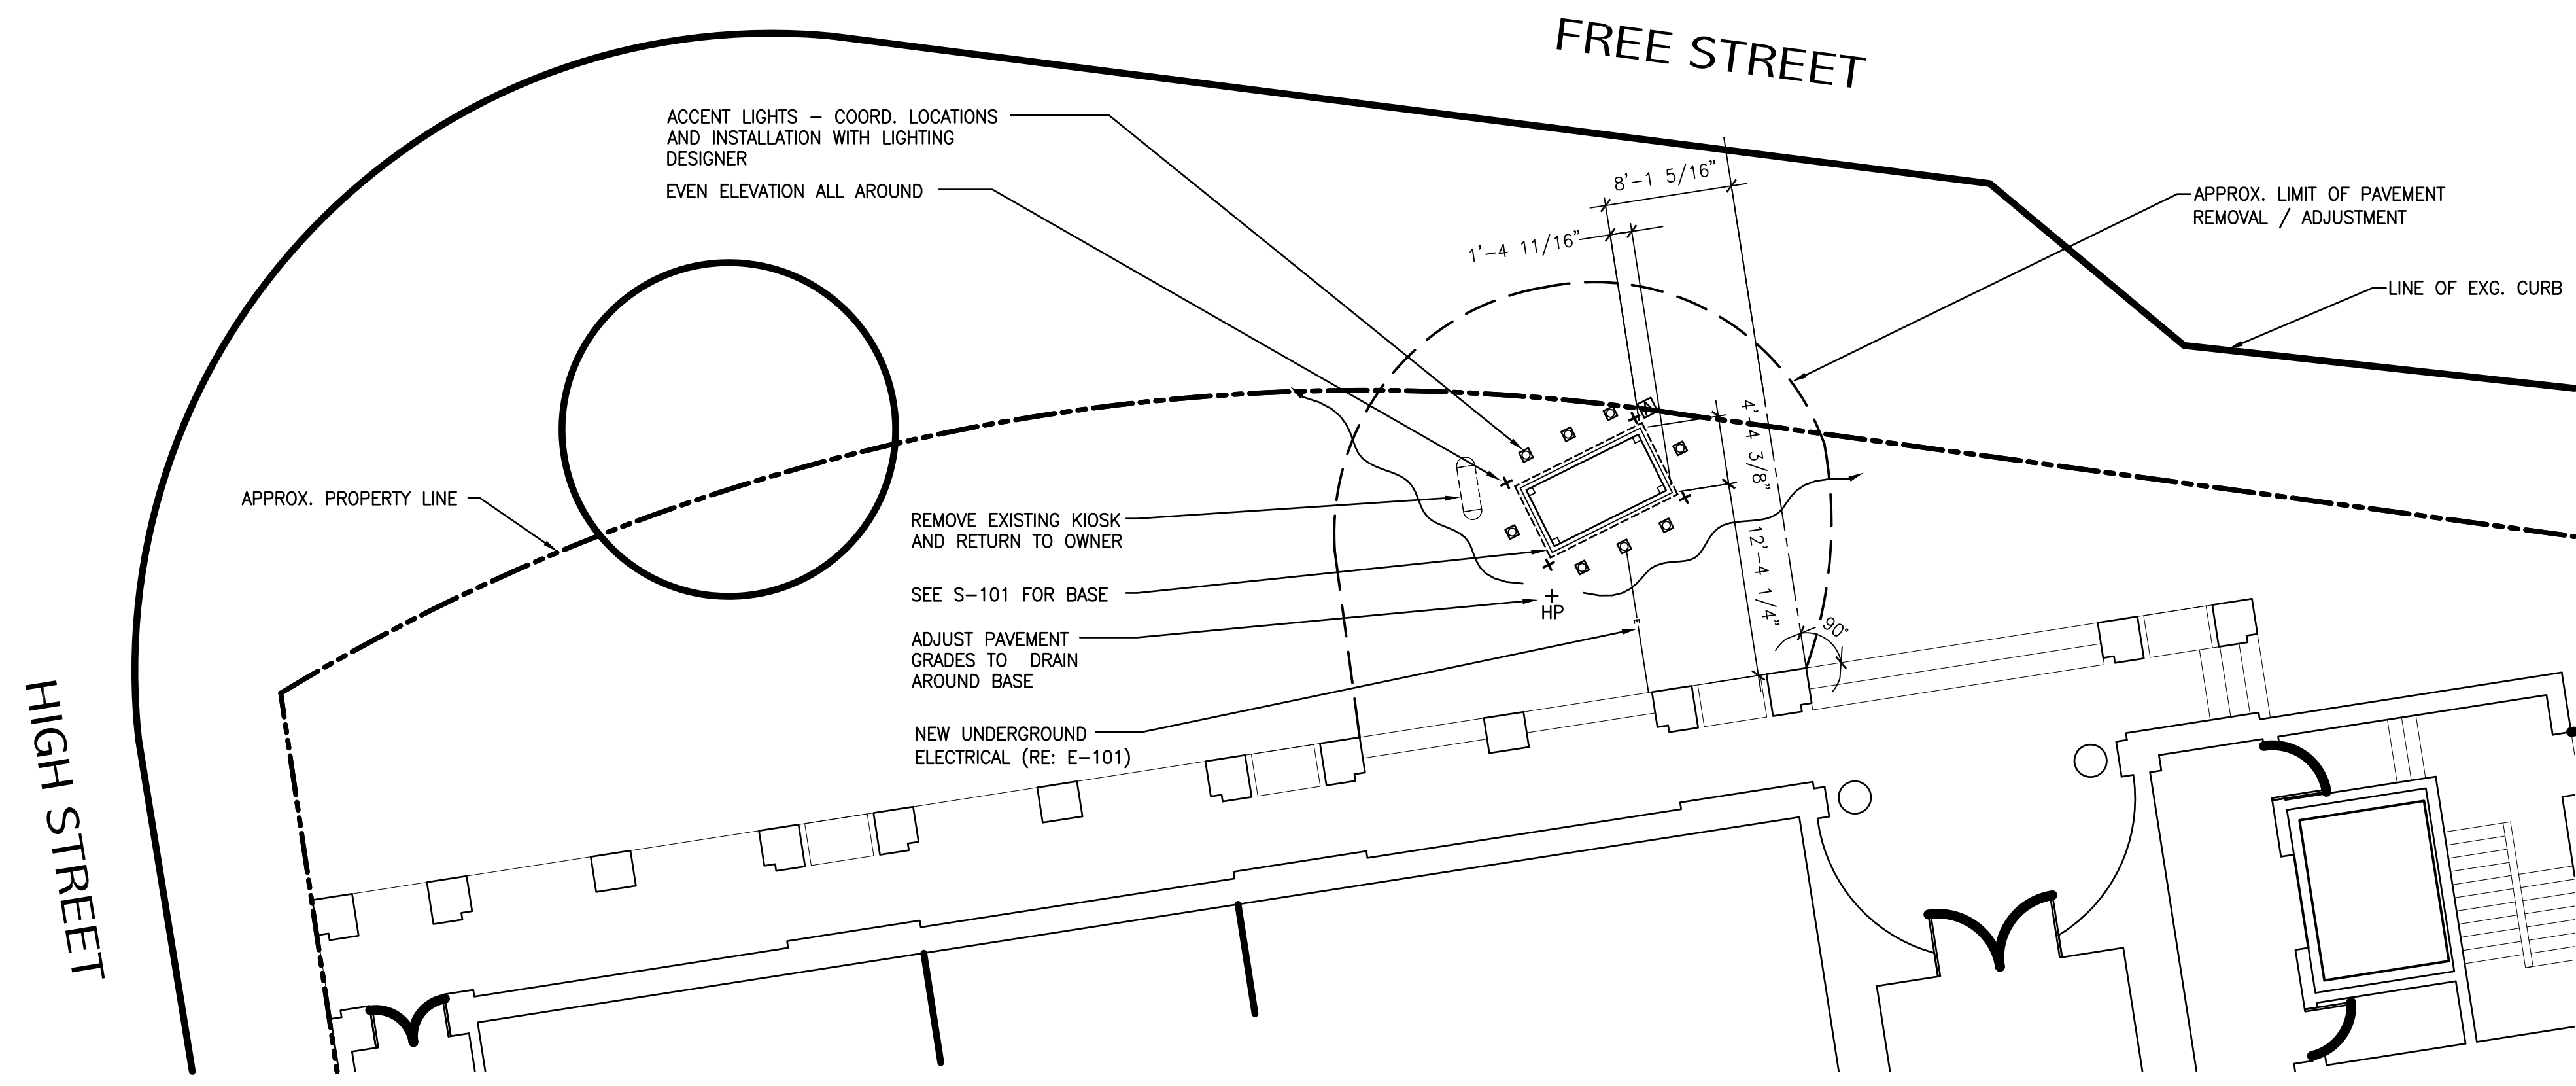 FREE STREET
ACCENT LIGHTS – COORD. LOCATIONS
AND INSTALLATION WITH LIGHTING
DESIGNER
EVEN ELEVATION ALL AROUND
8'-1 5/16"
1'-4 11/16"
APPROX. LIMIT OF PAVEMENT
REMOVAL / ADJUSTMENT
LINE OF EXG. CURB
4'-4 3/8"
12'-4 1/4"
90°
APPROX. PROPERTY LINE
REMOVE EXISTING KIOSK
AND RETURN TO OWNER
SEE S-101 FOR BASE
HP
ADJUST PAVEMENT
GRADES TO DRAIN
AROUND BASE
E
NEW UNDERGROUND
ELECTRICAL (RE: E-101)
HIGH STREET